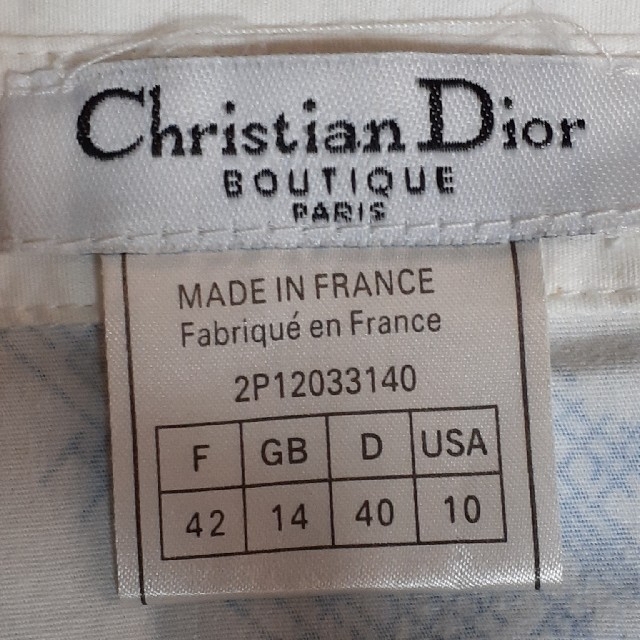 Christian Dior
BOUTIQUE
PARIS
MADE IN FRANCE
Fabriqué en France
2P12033140
F GB D USA
42 14 40 10